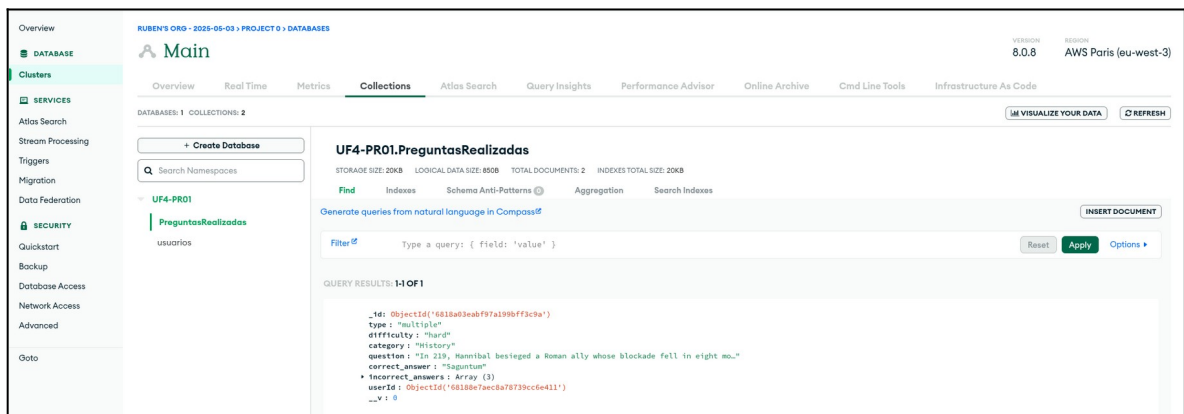 Overview
DATABASE
Clusters
SERVICES
Atlas Search
Stream Processing
Triggers
Migration
Data Federation
SECURITY
Quickstart
Backup
Database Access
Network Access
Advanced
Goto
RUBEN'S ORG - 2025-05-03 > PROJECT 0 > DATABASES
Main
VERSION
8.0.8
REGION
AWS Paris (eu-west-3)
Overview Real Time Metrics Collections Atlas Search Query Insights Performance Advisor Online Archive Cmd Line Tools Infrastructure As Code
DATABASES: 1 COLLECTIONS: 2
VISUALIZE YOUR DATA
REFRESH
+ Create Database
Search Namespaces
UF4-PR01
PreguntasRealizadas
usuarios
UF4-PR01.PreguntasRealizadas
STORAGE SIZE: 20KB LOGICAL DATA SIZE: 850B TOTAL DOCUMENTS: 2 INDEXES TOTAL SIZE: 20KB
Find Indexes Schema Anti-Patterns 0 Aggregation Search Indexes
Generate queries from natural language in Compass
INSERT DOCUMENT
Filter Type a query: { field: 'value' } Reset Apply Options
QUERY RESULTS: 1-1 OF 1
_id: ObjectId('6818a03eabf97a199bff3c9a')
type : "multiple"
difficulty : "hard"
category : "History"
question : "In 219, Hannibal besieged a Roman ally whose blockade fell in eight mo…"
correct_answer : "Saguntum"
incorrect_answers : Array (3)
userId : ObjectId('68188e7aec8a78739cc6e411')
__v : 0